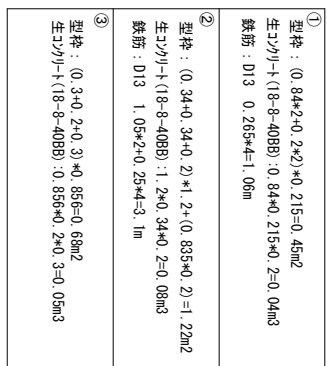 ①
型枠 : (0.84*2+0.2*2)*0.215=0.45m2
生ｺﾝｸﾘｰﾄ(18-8-40BB):0.84*0.215*0.2=0.04m3
鉄筋 : D13　0.265*4=1.06m
②
型枠 : (0.34+0.34+0.2)*1.2+(0.835*0.2)=1.22m2
生ｺﾝｸﾘｰﾄ(18-8-40BB):1.2*0.34*0.2=0.08m3
鉄筋 : D13　1.05*2+0.25*4=3.1m
③
型枠 : (0.3+0.2+0.3)*0.856=0.68m2
生ｺﾝｸﾘｰﾄ(18-8-40BB):0.856*0.2*0.3=0.05m3